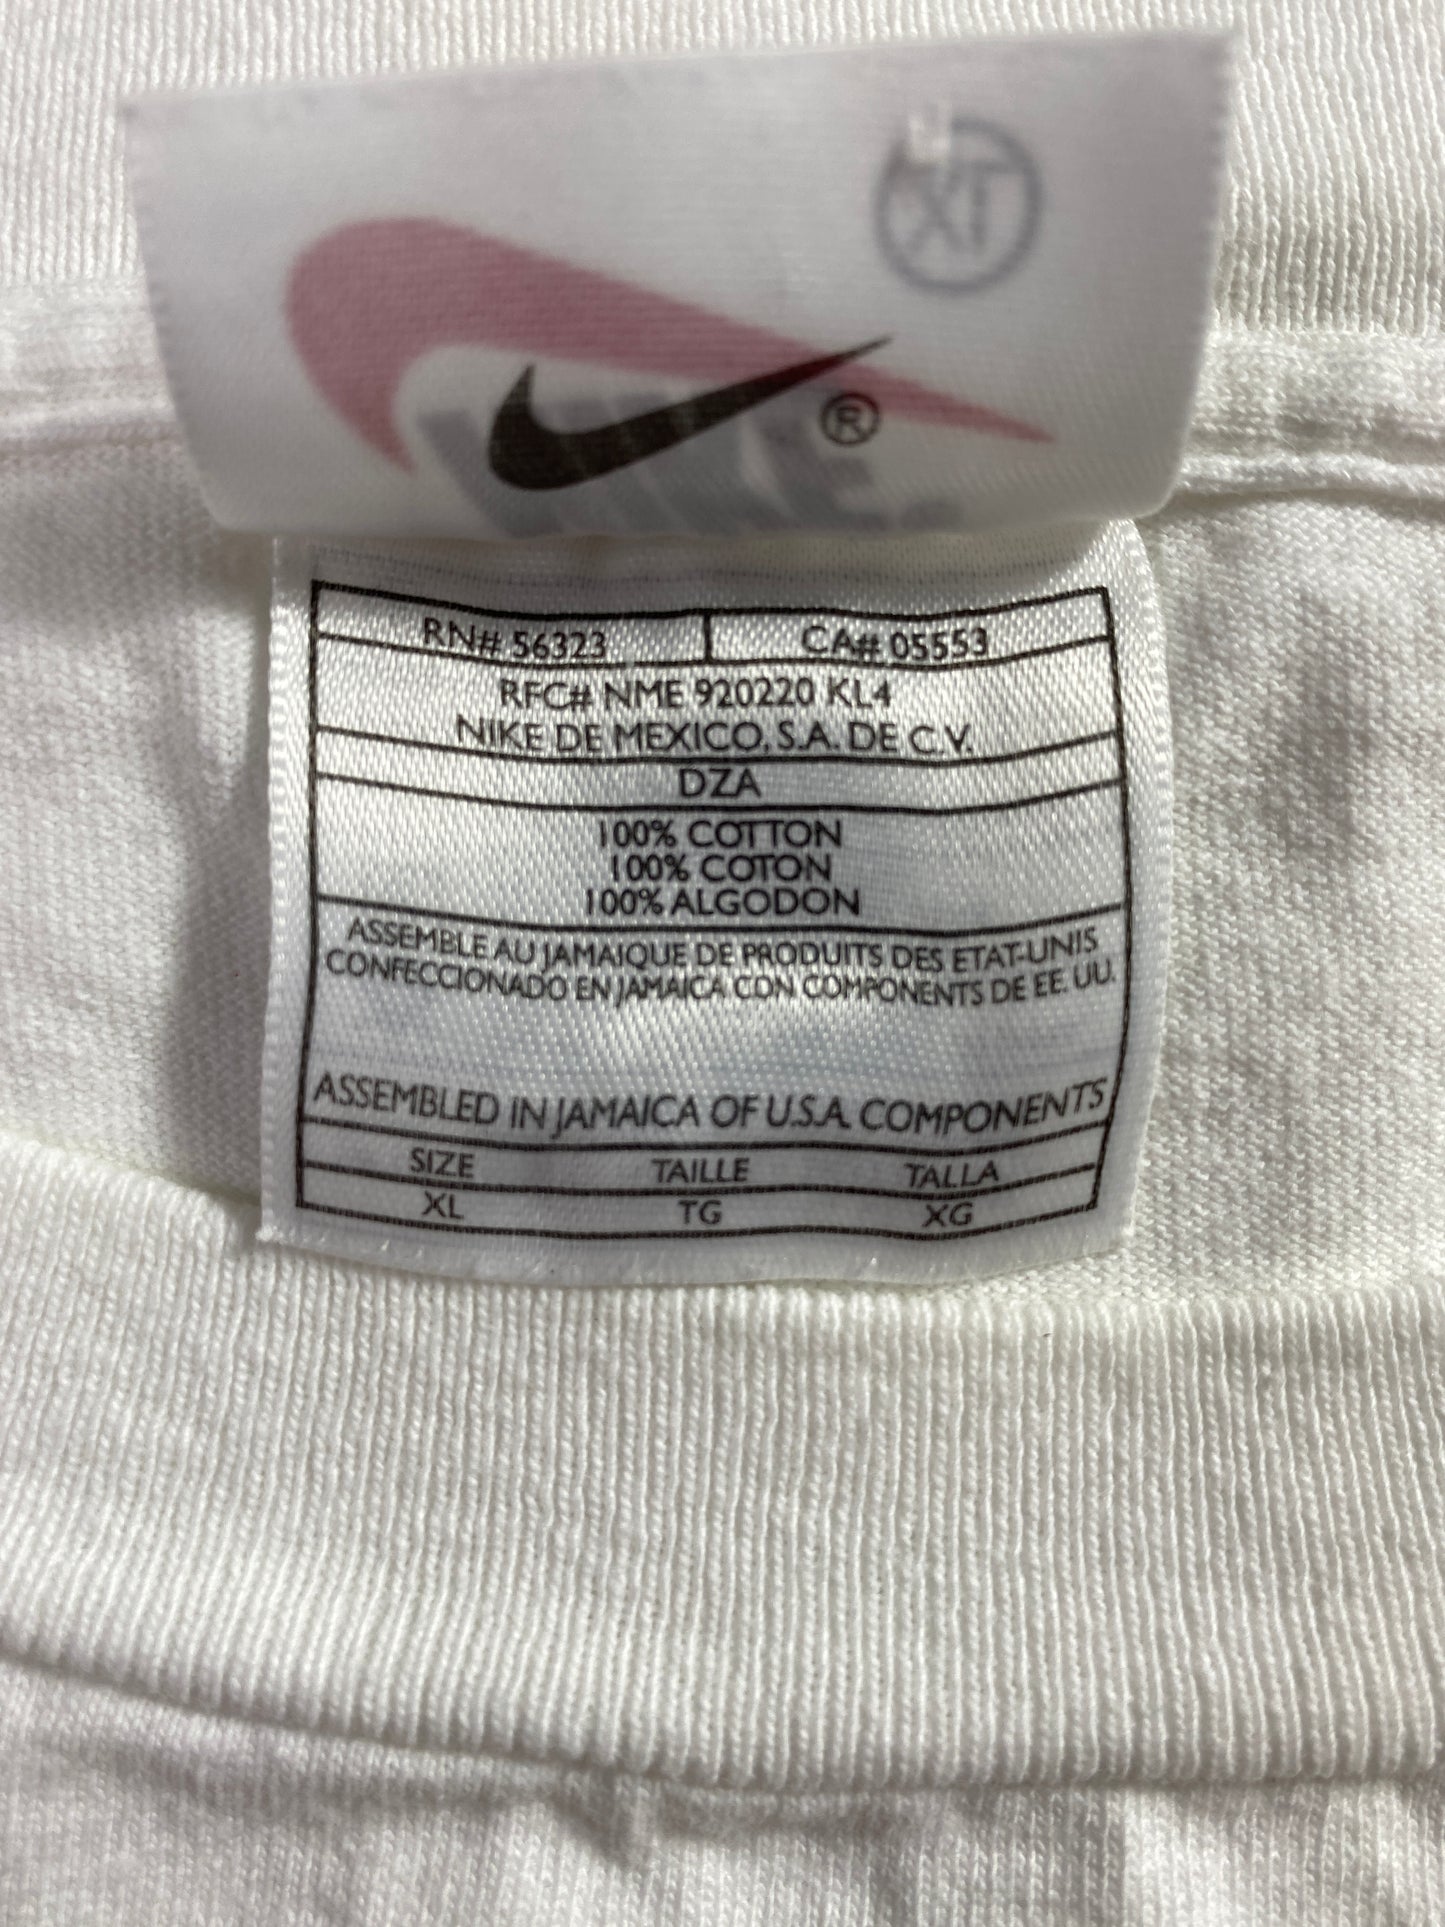 XT
®
RN# 56323 CA# 05553
RFC# NME 920220 KL4
NIKE DE MEXICO, S.A. DE C.V.
DZA
100% COTTON
100% COTON
100% ALGODON
ASSEMBLE AU JAMAIQUE DE PRODUITS DES ETAT-UNIS
CONFECCIONADO EN JAMAICA CON COMPONENTS DE EE. UU.
ASSEMBLED IN JAMAICA OF U.S.A. COMPONENTS
SIZE TAILLE TALLA
XL TG XG